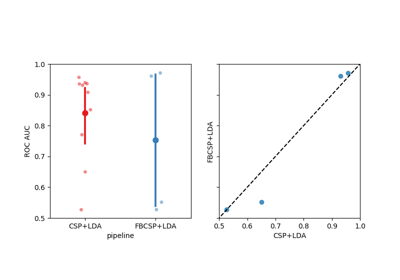 1.0
0.9
0.8
0.7
0.6
0.5
ROC AUC
CSP+LDA FBCSP+LDA
pipeline
FBCSP+LDA
0.5 0.6 0.7 0.8 0.9 1.0
CSP+LDA